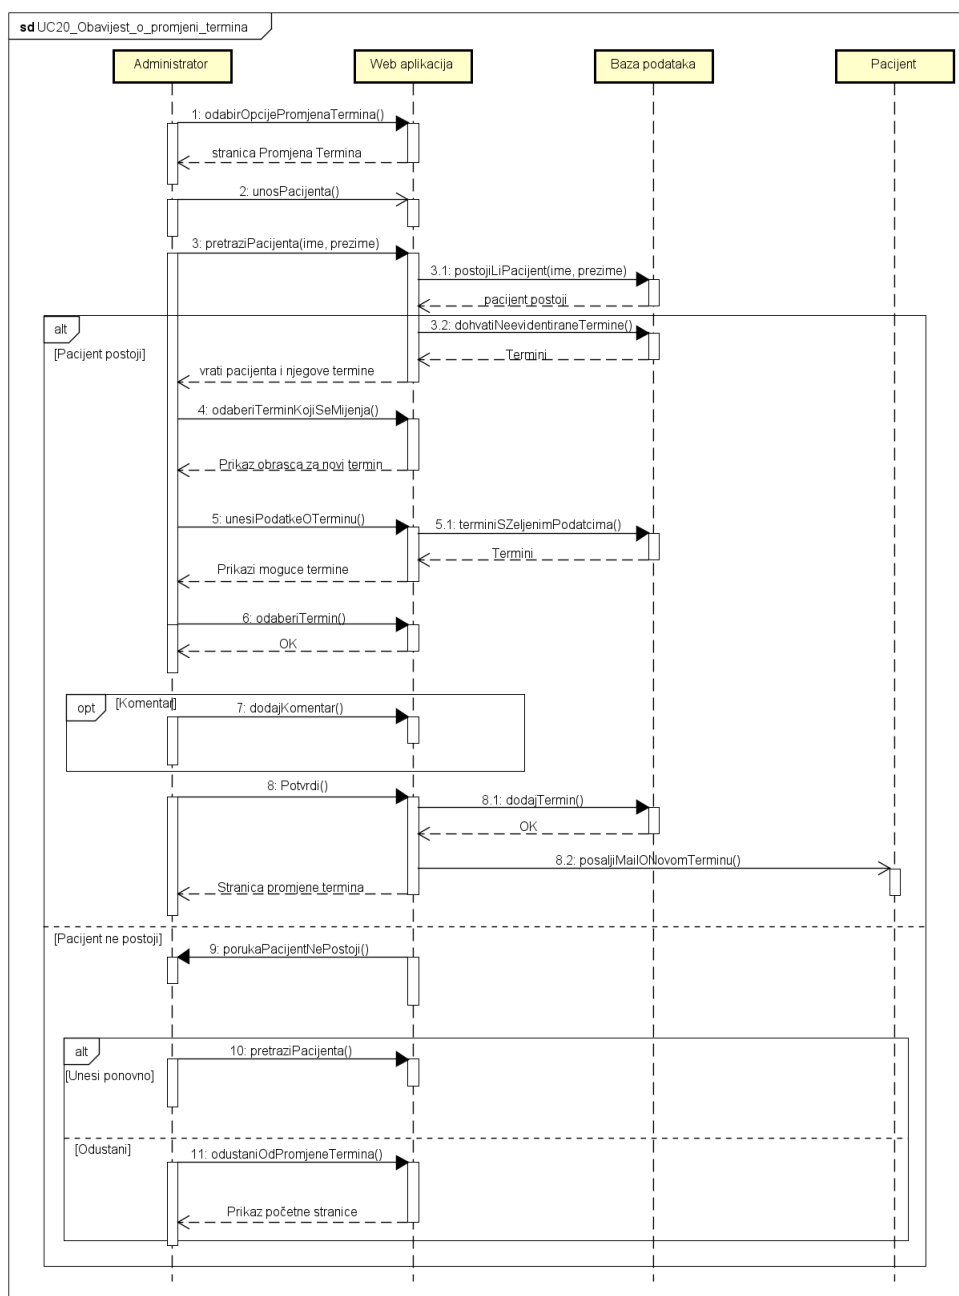 sd UC20_Obavijest_o_promjeni_termina
Administrator
Web aplikacija
Baza podataka
Pacijent
1: odabirOpcijePromjenaTermina()
stranica Promjena Termina
2: unosPacijenta()
3: pretraziPacijenta(ime, prezime)
3.1: postojiLiPacijent(ime, prezime)
pacijent postoji
alt
[Pacijent postoji]
3.2: dohvatiNeevidentiraneTermine()
Termini
vrati pacijenta i njegove termine
4: odaberiTerminKojiSeMijenja()
Prikaz obrasca za novi termin
5: unesiPodatkeOTerminu()
5.1: terminiSZeljenimPodatcima()
Termini
Prikazi moguce termine
6: odaberiTermin()
OK
opt
[Komentar]
7: dodajKomentar()
8: Potvrdi()
8.1: dodajTermin()
OK
8.2: posaljiMailONovomTerminu()
Stranica promjene termina
[Pacijent ne postoji]
9: porukaPacijentNePostoji()
alt
10: pretraziPacijenta()
[Unesi ponovno]
[Odustani]
11: odustaniOdPromjeneTermina()
Prikaz početne stranice